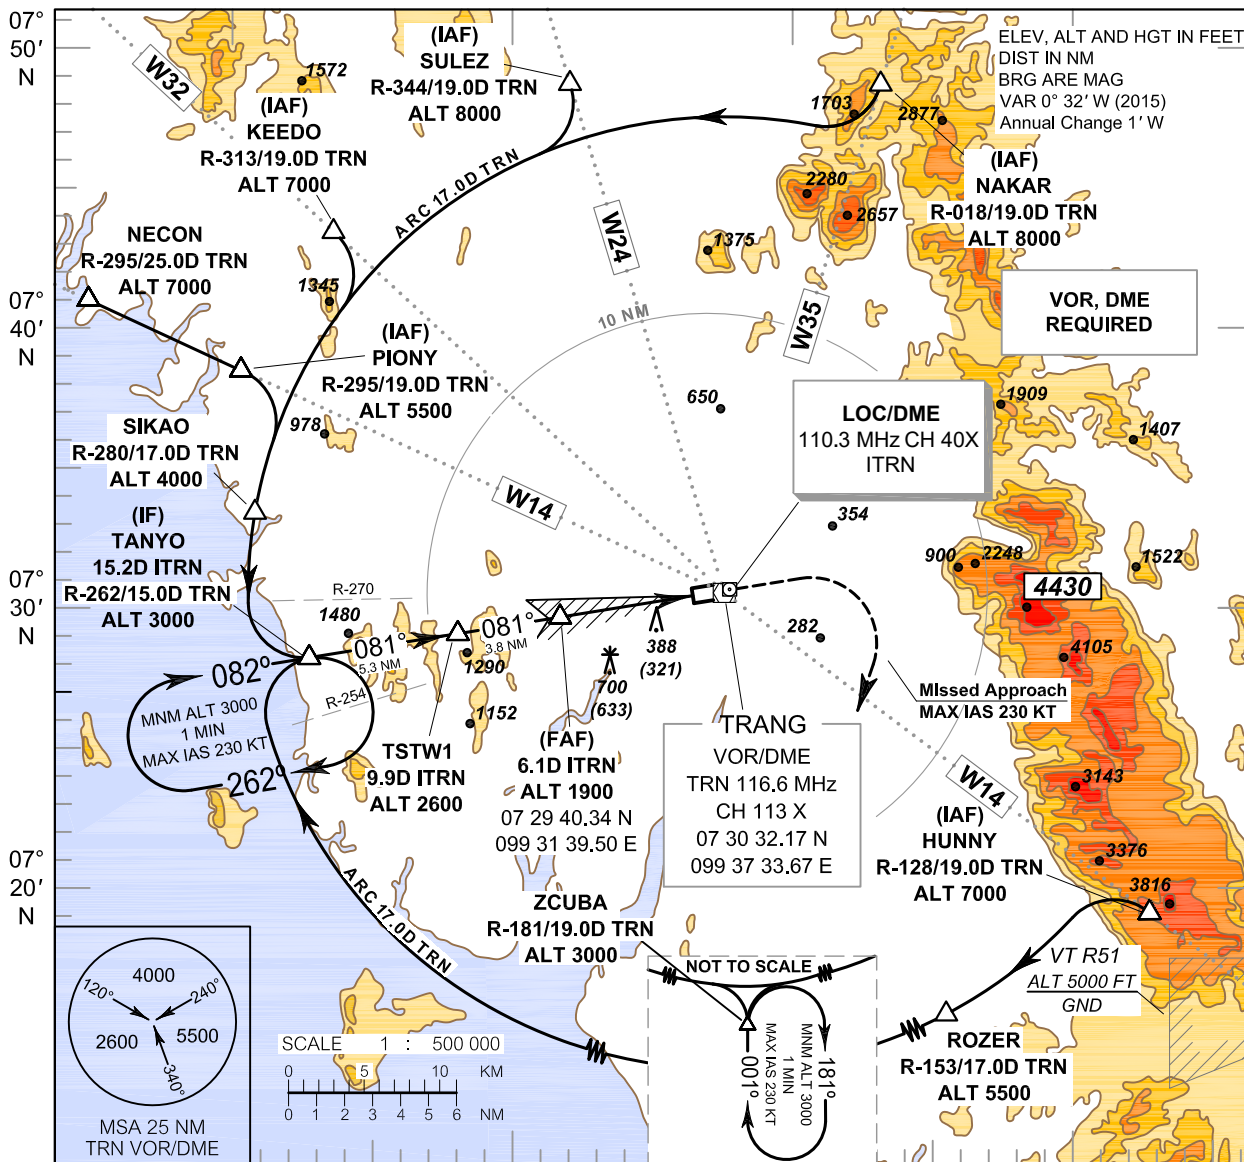 07°
50'
N
W32
1572
(IAF)
SULEZ
R-344/19.0D TRN
ALT 8000
(IAF)
KEEDO
R-313/19.0D TRN
ALT 7000
ELEV, ALT AND HGT IN FEET
DIST IN NM
BRG ARE MAG
VAR 0° 32' W (2015)
Annual Change 1' W
1703
2877
(IAF)
NAKAR
R-018/19.0D TRN
ALT 8000
ARC 17.0D TRN
2280
2657
1375
W24
NECON
R-295/25.0D TRN
ALT 7000
1345
07°
40'
N
10 NM
W35
VOR, DME
REQUIRED
(IAF)
PIONY
R-295/19.0D TRN
ALT 5500
650
978
LOC/DME
110.3 MHz CH 40X
ITRN
1909
1407
SIKAO
R-280/17.0D TRN
ALT 4000
W14
354
(IF)
TANYO
15.2D ITRN
R-262/15.0D TRN
ALT 3000
900
2248
1522
07°
30'
N
R-270
1480
4430
081°
5.3 NM
081°
3.8 NM
1290
388
(321)
282
4105
700
(633)
082°
MNM ALT 3000
1 MIN
MAX IAS 230 KT
262°
R-254
1152
MIssed Approach
MAX IAS 230 KT
TSTW1
9.9D ITRN
ALT 2600
(FAF)
6.1D ITRN
ALT 1900
07 29 40.34 N
099 31 39.50 E
TRANG
VOR/DME
TRN 116.6 MHz
CH 113 X
07 30 32.17 N
099 37 33.67 E
W14
3143
(IAF)
HUNNY
R-128/19.0D TRN
ALT 7000
3376
3816
07°
20'
N
ARC 17.0D TRN
ZCUBA
R-181/19.0D TRN
ALT 3000
NOT TO SCALE
001°
MAX IAS 230 KT
1 MIN
MNM ALT 3000
181°
VT R51
ALT 5000 FT
GND
ROZER
R-153/17.0D TRN
ALT 5500
4000
120°
240°
2600
5500
340°
MSA 25 NM
TRN VOR/DME
SCALE 1 : 500 000
0 5 10 KM
0 1 2 3 4 5 6 NM